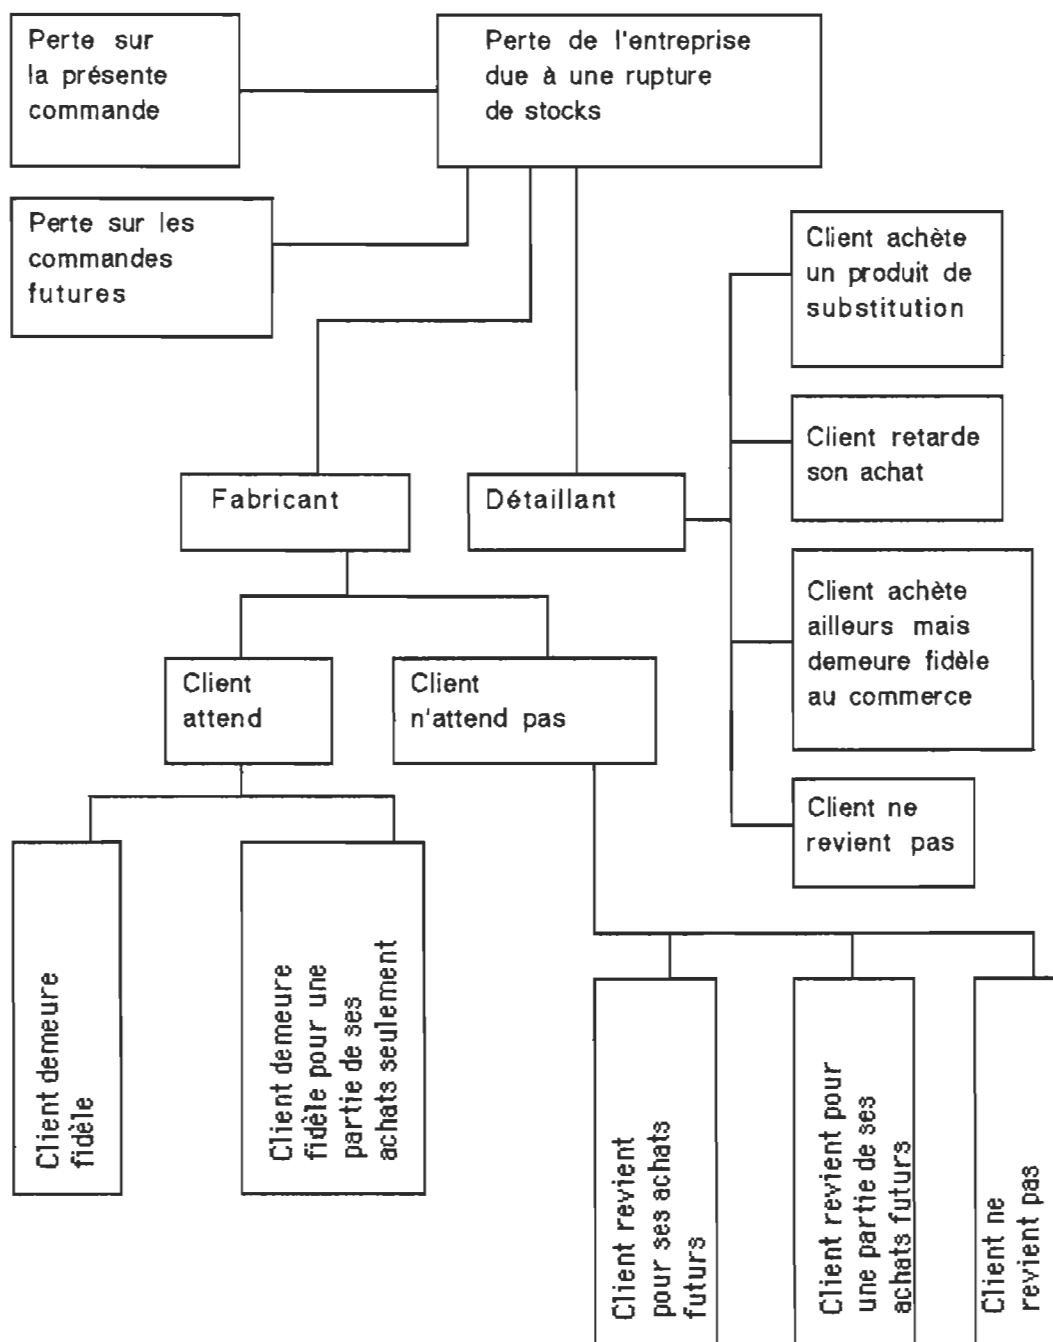 Perte sur
la présente
commande
Perte de l'entreprise
due à une rupture
de stocks
Perte sur les
commandes
futures
Client achète
un produit de
substitution
Client retarde
son achat
Fabricant
Détaillant
Client achète
ailleurs mais
demeure fidèle
au commerce
Client
attend
Client
n'attend pas
Client ne
revient pas
Client demeure
fidèle
Client demeure
fidèle pour une
partie de ses
achats seulement
Client revient
pour ses achats
futurs
Client revient pour
une partie de ses
achats futurs
Client ne
revient pas